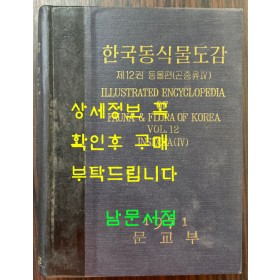 한국동식물도감
제12권 동물편(곤충류Ⅳ)
ILLUSTRATED ENCYCLOPEDIA
상세정보 꼭
FAUNA & FLORA OF KOREA
확인후 구매
VOL. 12
부탁드립니다
(IV)
남문서점
문교부